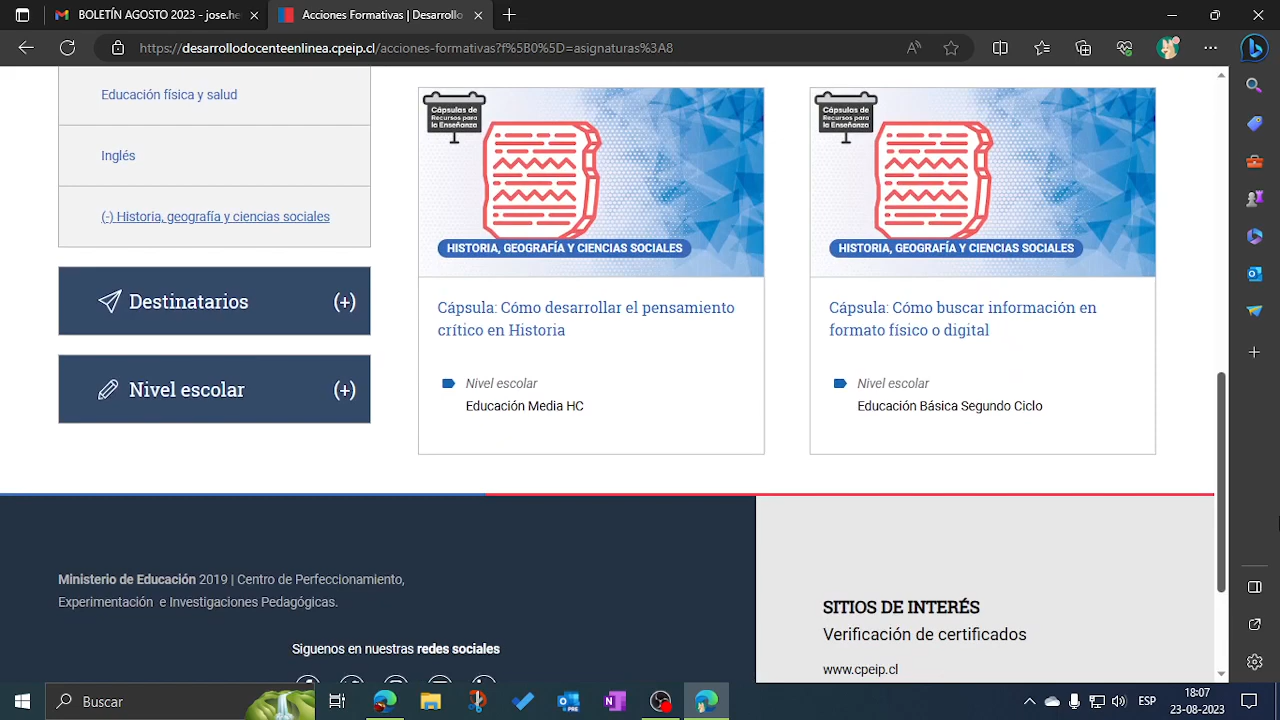 BOLETÍN AGOSTO 2023 - jose.he
Acciones Formativas | Desarrollo
https://desarrollodocenteenlinea.cpeip.cl/acciones-formativas?f%5B0%5D=asignaturas%3A8
Educación física y salud
Inglés
(-) Historia, geografía y ciencias sociales
Destinatarios (+)
Nivel escolar (+)
Cápsulas de
Recursos para
la Enseñanza
HISTORIA, GEOGRAFÍA Y CIENCIAS SOCIALES
Cápsula: Cómo desarrollar el pensamiento
crítico en Historia
Nivel escolar
Educación Media HC
Cápsulas de
Recursos para
la Enseñanza
HISTORIA, GEOGRAFÍA Y CIENCIAS SOCIALES
Cápsula: Cómo buscar información en
formato físico o digital
Nivel escolar
Educación Básica Segundo Ciclo
Ministerio de Educación 2019 | Centro de Perfeccionamiento,
Experimentación e Investigaciones Pedagógicas.
Siguenos en nuestras redes sociales
SITIOS DE INTERÉS
Verificación de certificados
www.cpeip.cl
Buscar
ESP
18:07
23-08-2023